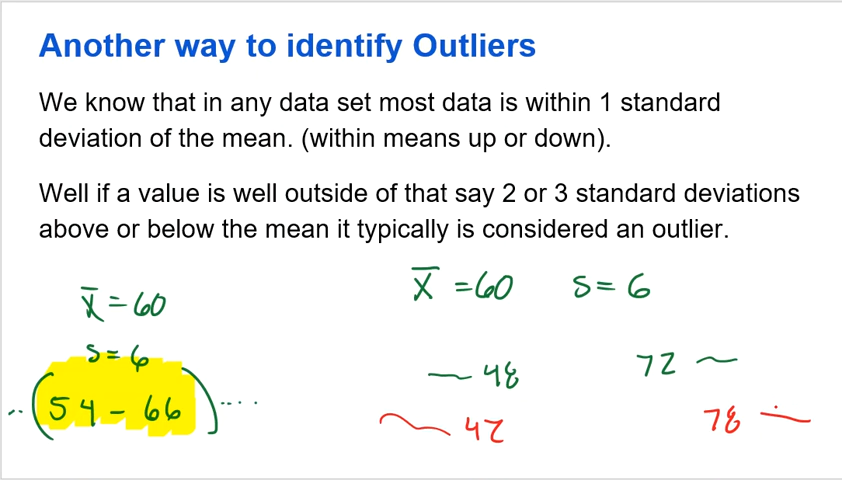 Another way to identify Outliers
We know that in any data set most data is within 1 standard
deviation of the mean. (within means up or down).
Well if a value is well outside of that say 2 or 3 standard deviations
above or below the mean it typically is considered an outlier.
x̄ = 60
s = 6
(54 - 66)
x̄ = 60 s = 6
48 72
42 78